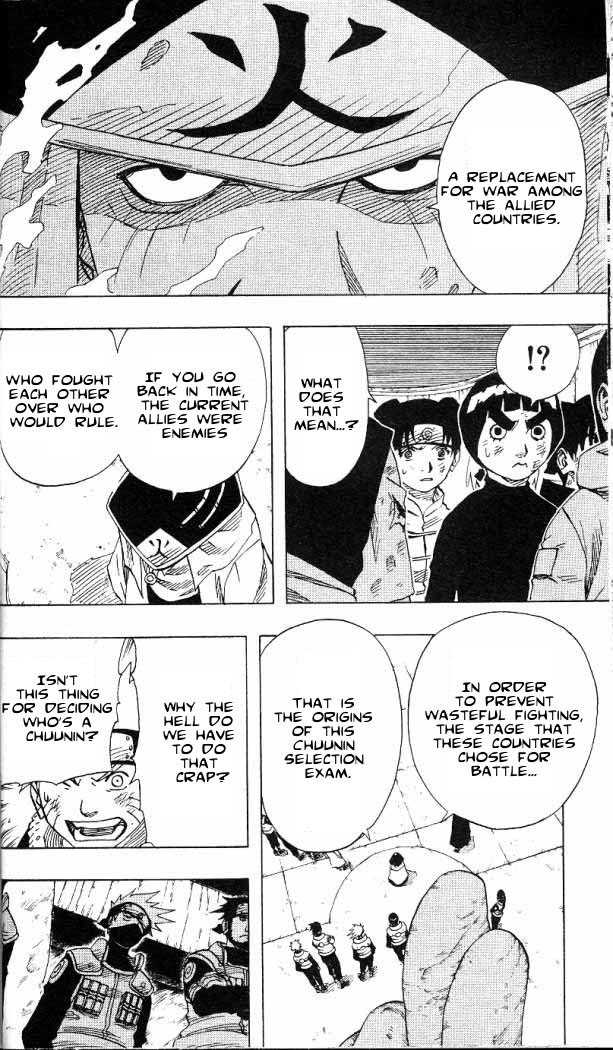 A REPLACEMENT
FOR WAR AMONG
THE ALLIED
COUNTRIES.
!?
WHAT
DOES
THAT
MEAN...?
IF YOU GO
BACK IN TIME,
THE CURRENT
ALLIES WERE
ENEMIES
WHO FOUGHT
EACH OTHER
OVER WHO
WOULD RULE.
IN ORDER
TO PREVENT
WASTEFUL FIGHTING,
THE STAGE THAT
THESE COUNTRIES
CHOSE FOR
BATTLE...
THAT IS
THE ORIGINS
OF THIS
CHUUNIN
SELECTION
EXAM.
WHY THE
HELL DO
WE HAVE
TO DO
THAT
CRAP?
ISN'T
THIS THING
FOR DECIDING
WHO'S A
CHUUNIN?